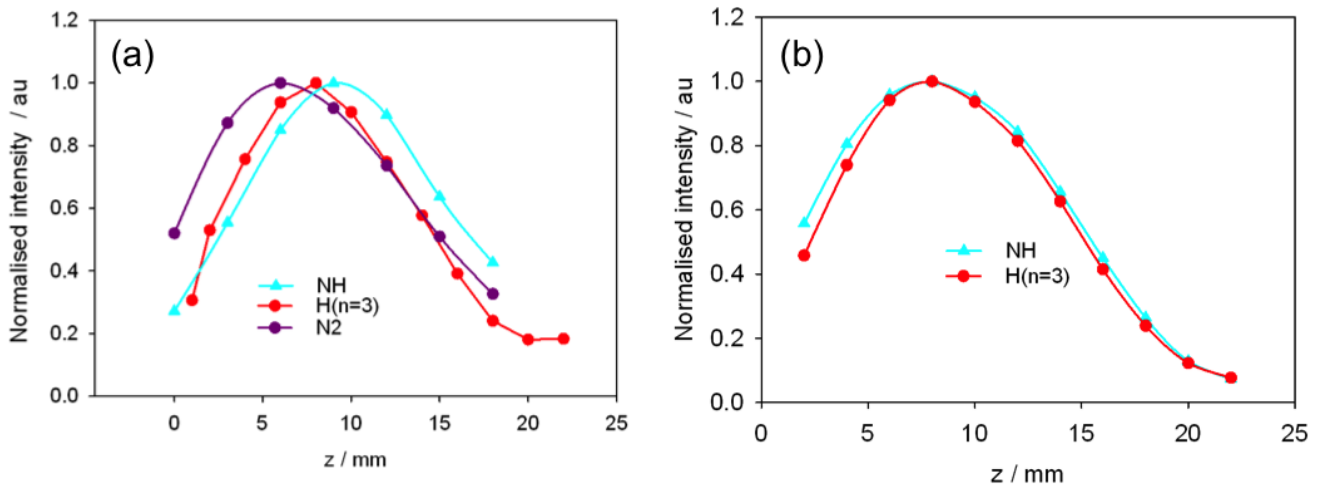 (a)
Normalised intensity / au
1.2
1.0
0.8
0.6
0.4
0.2
0.0
NH
H(n=3)
N2
0 5 10 15 20 25
z / mm
(b)
Normalised intensity / au
1.2
1.0
0.8
0.6
0.4
0.2
0.0
NH
H(n=3)
0 5 10 15 20 25
z / mm